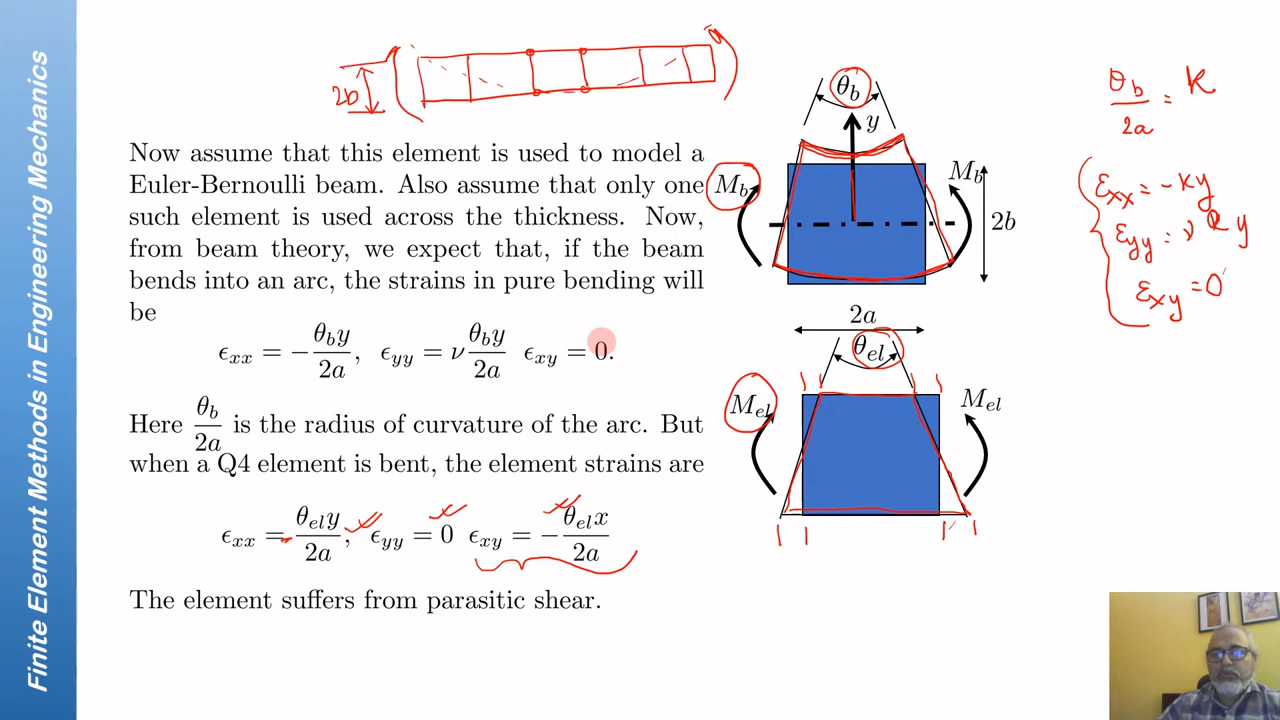 Finite Element Methods in Engineering Mechanics
2b
Now assume that this element is used to model a
Euler-Bernoulli beam. Also assume that only one
such element is used across the thickness. Now,
from beam theory, we expect that, if the beam
bends into an arc, the strains in pure bending will
be
ϵxx = −θb y/2a, ϵyy = ν θb y/2a ϵxy = 0.
Here θb/2a is the radius of curvature of the arc. But
when a Q4 element is bent, the element strains are
ϵxx = -θel y/2a, ϵyy = 0 ϵxy = −θel x/2a
The element suffers from parasitic shear.
θb
y
Mb
Mb
2b
2a
θel
Mel
Mel
θb/2a = K
εxx = -Ky
εyy = ν K y
εxy = 0